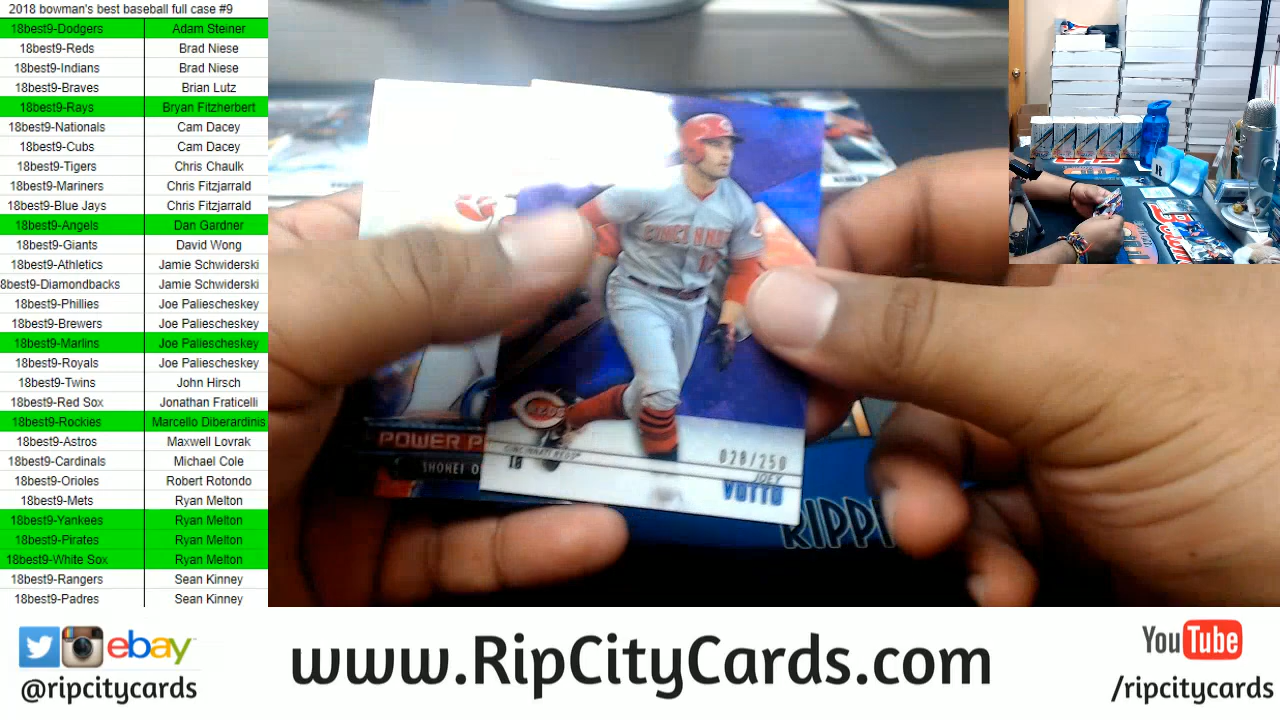 2018 bowman's best baseball full case #9
18best9-Dodgers Adam Steiner
18best9-Reds Brad Niese
18best9-Indians Brad Niese
18best9-Braves Brian Lutz
18best9-Rays Bryan Fitzherbert
18best9-Nationals Cam Dacey
18best9-Cubs Cam Dacey
18best9-Tigers Chris Chaulk
18best9-Mariners Chris Fitzjarrald
18best9-Blue Jays Chris Fitzjarrald
18best9-Angels Dan Gardner
18best9-Giants David Wong
18best9-Athletics Jamie Schwiderski
8best9-Diamondbacks Jamie Schwiderski
18best9-Phillies Joe Paliescheskey
18best9-Brewers Joe Paliescheskey
18best9-Marlins Joe Paliescheskey
18best9-Royals Joe Paliescheskey
18best9-Twins John Hirsch
18best9-Red Sox Jonathan Fraticelli
18best9-Rockies Marcello Diberardinis
18best9-Astros Maxwell Lovrak
18best9-Cardinals Michael Cole
18best9-Orioles Robert Rotondo
18best9-Mets Ryan Melton
18best9-Yankees Ryan Melton
18best9-Pirates Ryan Melton
18best9-White Sox Ryan Melton
18best9-Rangers Sean Kinney
18best9-Padres Sean Kinney
CINCINNATI
REDS
POWER P
SHOHEI O
CINCINNATI REDS
028/250
JOEY
VOTTO
RIPPI
ebay
@ripcitycards
www.RipCityCards.com
YouTube
/ripcitycards